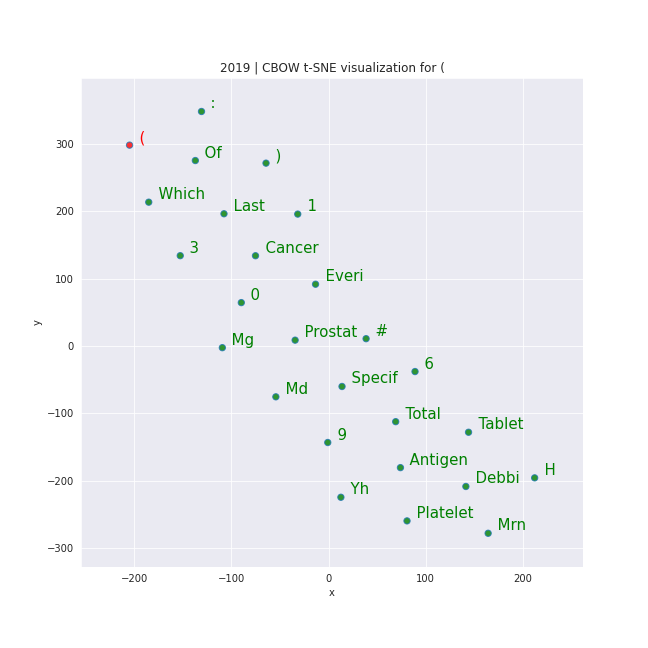 2019 | CBOW t-SNE visualization for (
:
(
Of
)
300
Which
Last
1
200
3
Cancer
Everi
100
0
y
Prostat
#
Mg
0
6
Specif
Md
Total
−100
Tablet
9
Antigen
Debbi
H
−200
Yh
Platelet
Mrn
−300
−200 −100 0 100 200
x